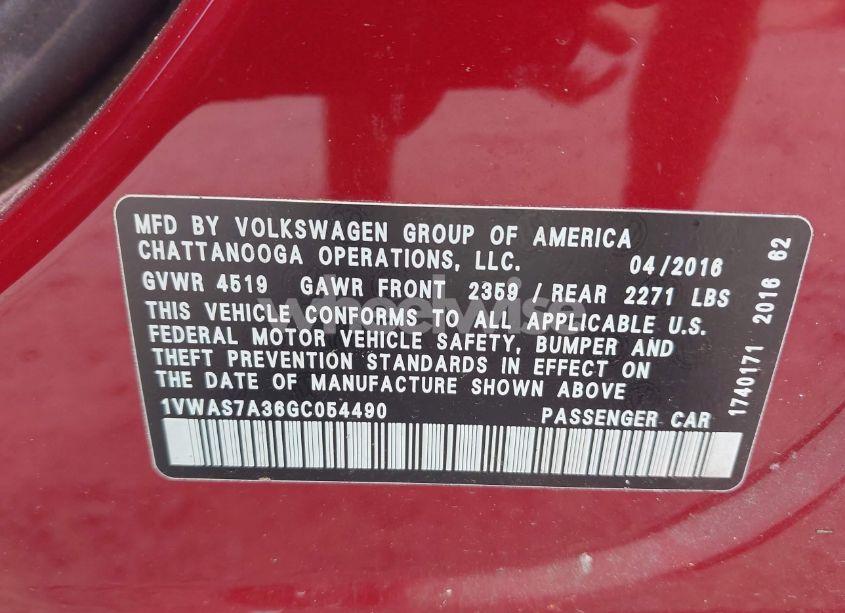 MFD BY VOLKSWAGEN GROUP OF AMERICA
CHATTANOOGA OPERATIONS, LLC. 04/2016
GVWR 4519 GAWR FRONT 2359 / REAR 2271 LBS
THIS VEHICLE CONFORMS TO ALL APPLICABLE U.S.
FEDERAL MOTOR VEHICLE SAFETY, BUMPER AND
THEFT PREVENTION STANDARDS IN EFFECT ON
THE DATE OF MANUFACTURE SHOWN ABOVE
1VWAS7A36GC054490 PASSENGER CAR
1740171 2016 62
wheelwise